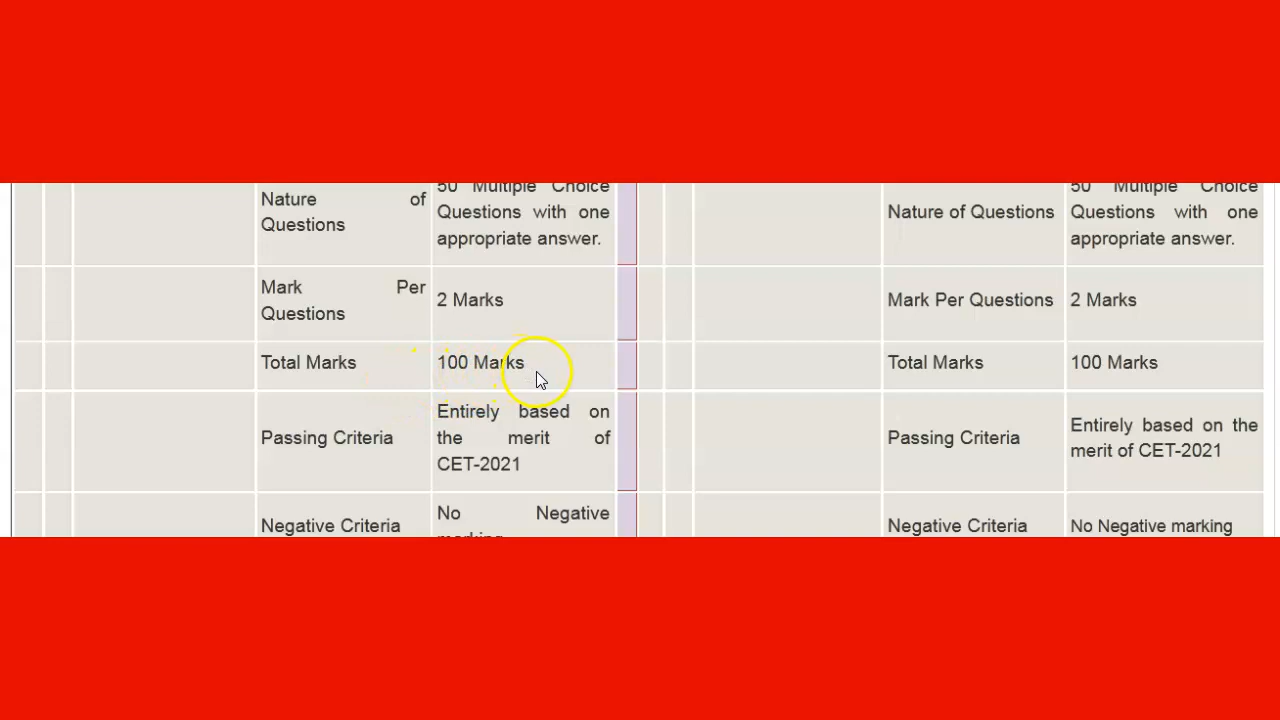 Nature of Questions
50 Multiple Choice
Questions with one
appropriate answer.
Nature of Questions
50 Multiple Choice
Questions with one
appropriate answer.
Mark Per
Questions
2 Marks
Mark Per Questions
2 Marks
Total Marks
100 Marks
Total Marks
100 Marks
Passing Criteria
Entirely based on
the merit of
CET-2021
Passing Criteria
Entirely based on the
merit of CET-2021
Negative Criteria
No Negative
marking
Negative Criteria
No Negative marking